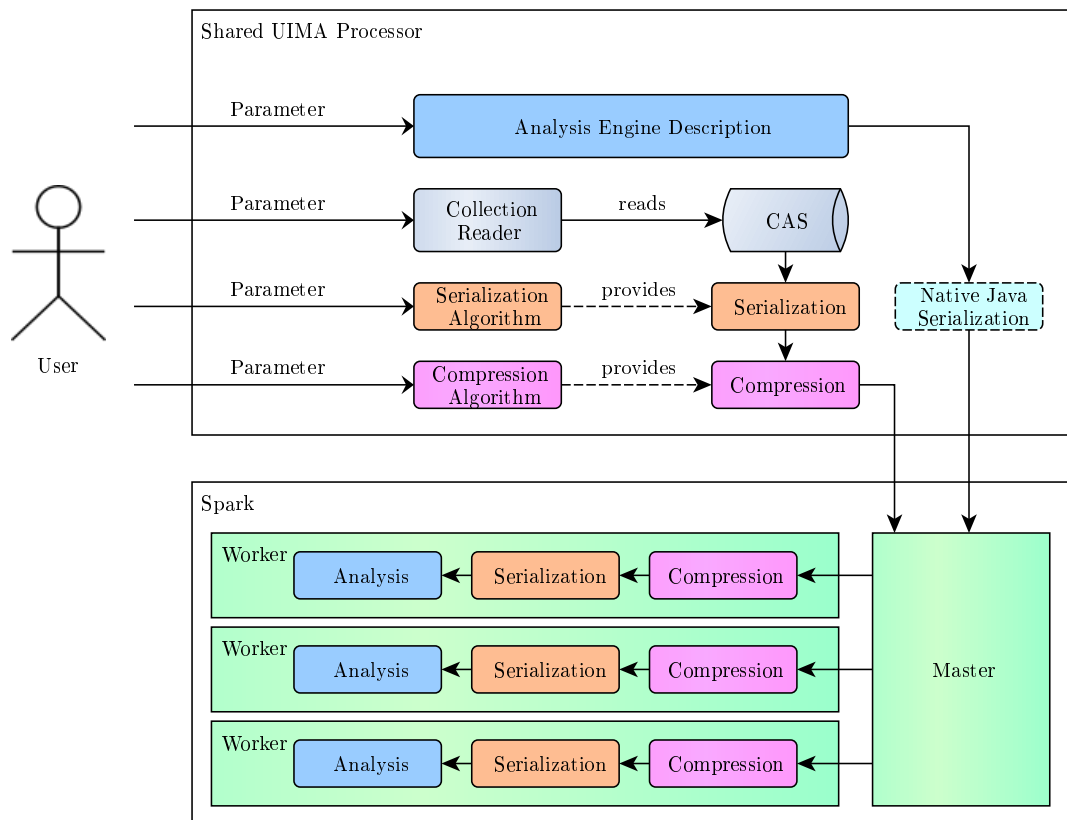 Shared UIMA Processor
Parameter
Analysis Engine Description
Parameter
Collection
Reader
reads
CAS
Parameter
Serialization
Algorithm
provides
Serialization
Native Java
Serialization
User
Parameter
Compression
Algorithm
provides
Compression
Spark
Worker
Analysis
Serialization
Compression
Worker
Analysis
Serialization
Compression
Master
Worker
Analysis
Serialization
Compression